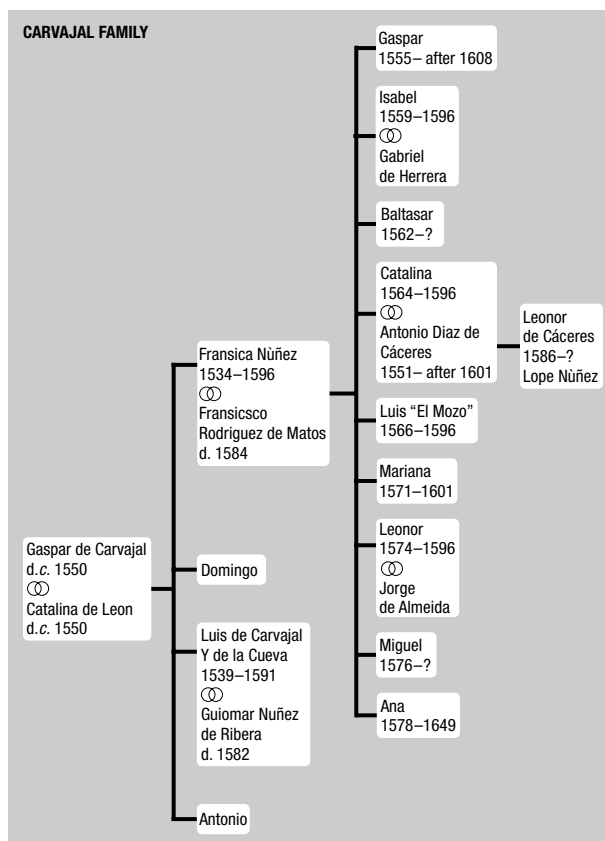 CARVAJAL FAMILY
Gaspar de Carvajal
d.c. 1550
Catalina de Leon
d.c. 1550
Fransica Nùñez
1534–1596
Fransicsco
Rodriguez de Matos
d. 1584
Domingo
Luis de Carvajal
Y de la Cueva
1539–1591
Guiomar Nuñez
de Ribera
d. 1582
Antonio
Gaspar
1555– after 1608
Isabel
1559–1596
Gabriel
de Herrera
Baltasar
1562–?
Catalina
1564–1596
Antonio Diaz de
Cáceres
1551– after 1601
Luis “El Mozo”
1566–1596
Mariana
1571–1601
Leonor
1574–1596
Jorge
de Almeida
Miguel
1576–?
Ana
1578–1649
Leonor
de Cáceres
1586–?
Lope Nùñez